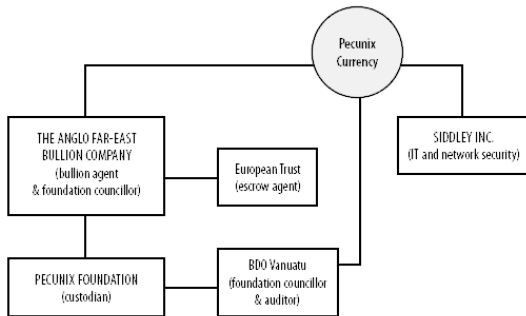 Pecunix
Currency
THE ANGLO FAR-EAST
BULLION COMPANY
(bullion agent
& foundation councillor)
European Trust
(escrow agent)
SIDDLEY INC.
(IT and network security)
PECUNIX FOUNDATION
(custodian)
BDO Vanuatu
(foundation councillor
& auditor)